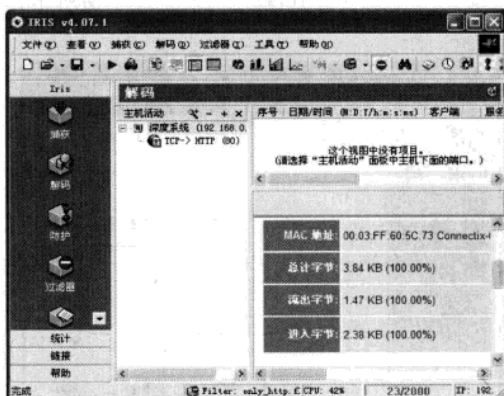 IRIS v4.07.1
文件(F) 查看(V) 捕获(C) 解码(D) 过滤器(I) 工具(T) 帮助(H)
Iris
捕获
解码
防护
过滤器
统计
链接
帮助
解码
主机活动
深度系统 (192.168.0.
TCP-> HTTP (80)
序号 日期/时间 (M:D:Y/h:m:s:ms) 客户端 服务
这个视图中没有项目。
(请选择“主机活动”面板中主机下面的端口。)
MAC 地址: 00.03.FF.60.5C.73 Connectix-
总计字节: 3.84 KB (100.00%)
流出字节: 1.47 KB (100.00%)
进入字节: 2.38 KB (100.00%)
完成 Filter: only_http.f CPU: 42% 23/2000 IP: 192